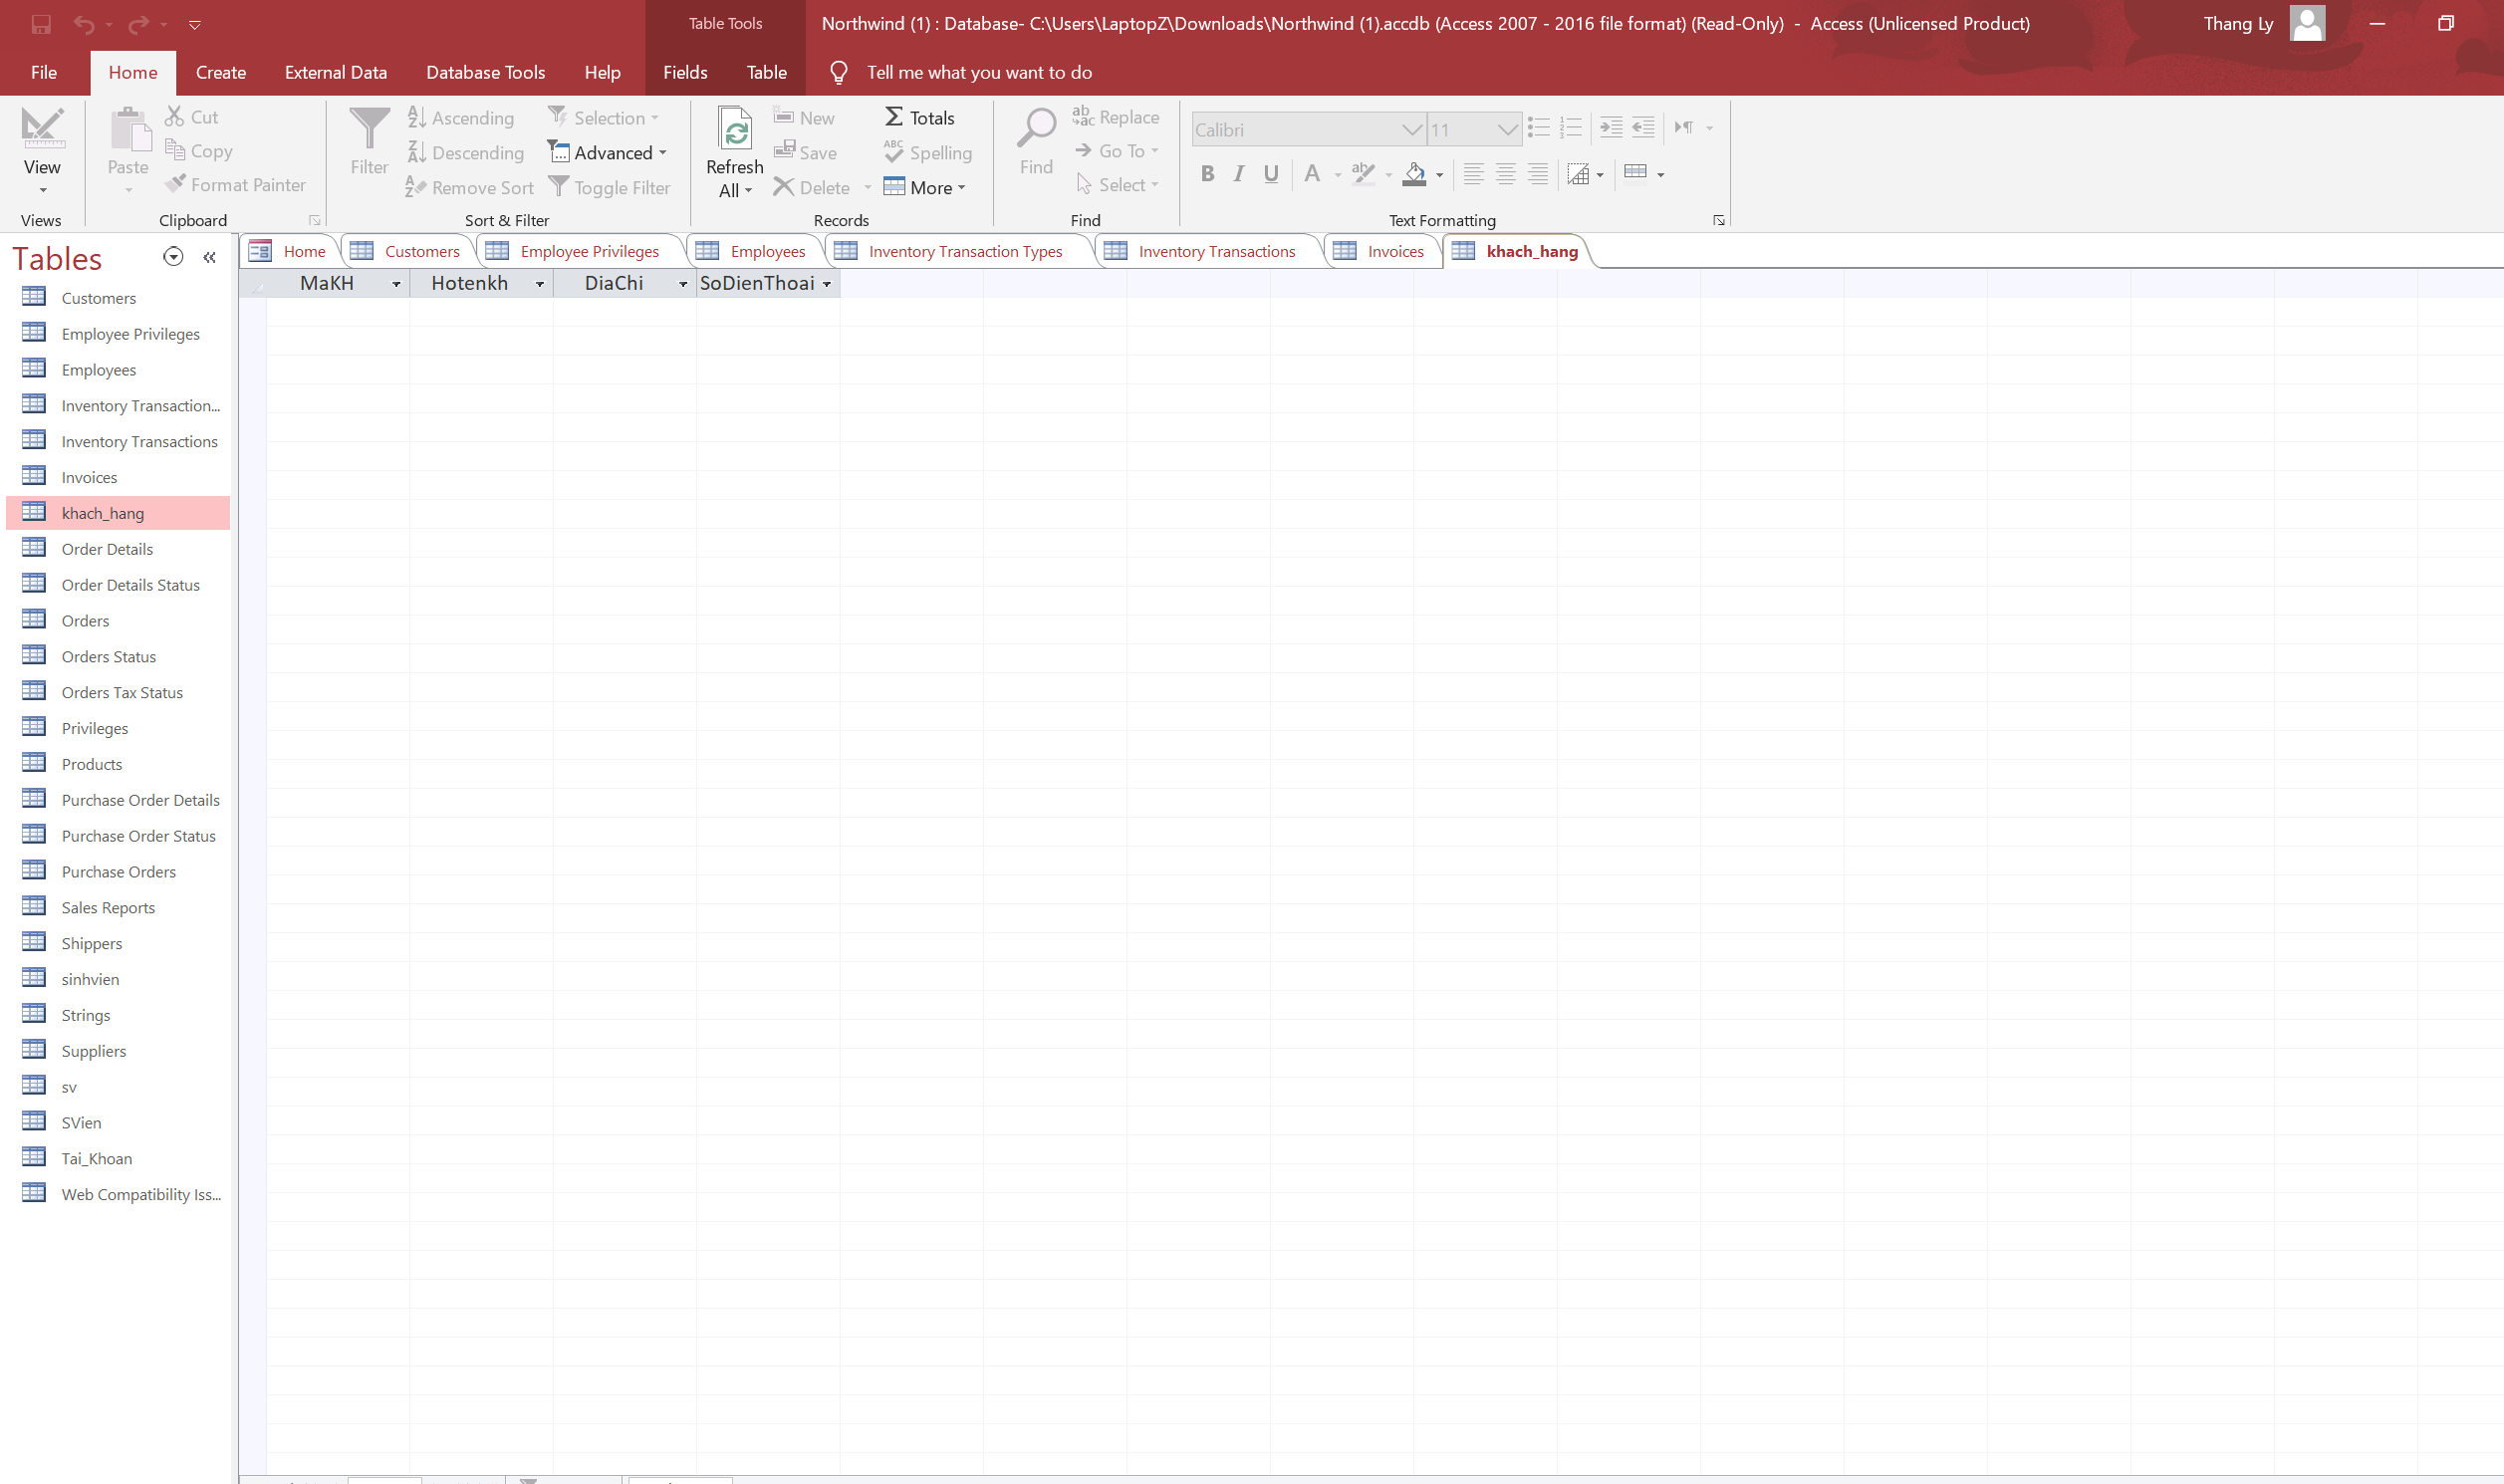 Table Tools
Northwind (1) : Database- C:\Users\LaptopZ\Downloads\Northwind (1).accdb (Access 2007 - 2016 file format) (Read-Only) - Access (Unlicensed Product)
Thang Ly
File Home Create External Data Database Tools Help Fields Table Tell me what you want to do
View
Views
Paste
Cut
Copy
Format Painter
Clipboard
Filter
Ascending
Descending
Remove Sort
Selection
Advanced
Toggle Filter
Sort & Filter
Refresh
All
New
Save
Delete
Totals
Spelling
More
Records
Find
Replace
Go To
Select
Find
Calibri
11
B I U A
Text Formatting
Tables
Home Customers Employee Privileges Employees Inventory Transaction Types Inventory Transactions Invoices khach_hang
MaKH Hotenkh DiaChi SoDienThoai
Customers
Employee Privileges
Employees
Inventory Transaction...
Inventory Transactions
Invoices
khach_hang
Order Details
Order Details Status
Orders
Orders Status
Orders Tax Status
Privileges
Products
Purchase Order Details
Purchase Order Status
Purchase Orders
Sales Reports
Shippers
sinhvien
Strings
Suppliers
sv
SVien
Tai_Khoan
Web Compatibility Iss...